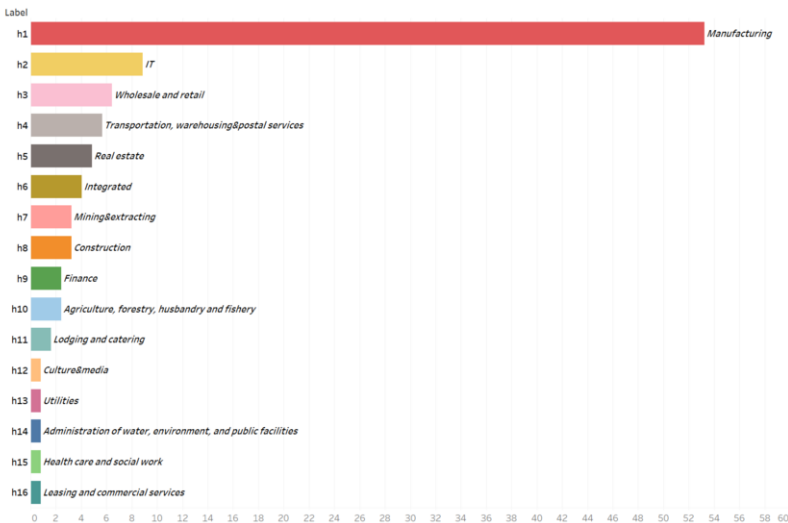 Label
h1 Manufacturing
h2 IT
h3 Wholesale and retail
h4 Transportation, warehousing&postal services
h5 Real estate
h6 Integrated
h7 Mining&extracting
h8 Construction
h9 Finance
h10 Agriculture, forestry, husbandry and fishery
h11 Lodging and catering
h12 Culture&media
h13 Utilities
h14 Administration of water, environment, and public facilities
h15 Health care and social work
h16 Leasing and commercial services
0 2 4 6 8 10 12 14 16 18 20 22 24 26 28 30 32 34 36 38 40 42 44 46 48 50 52 54 56 58 60